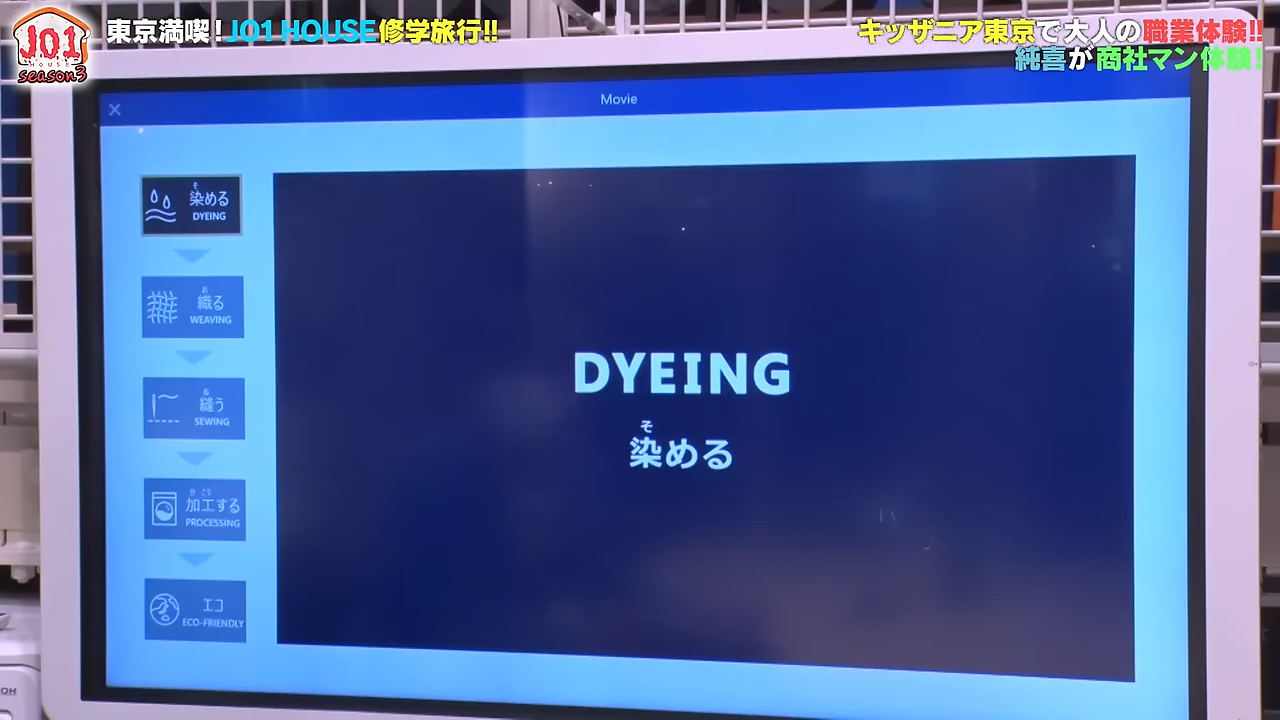 JO1
HOUSE
season3
東京満喫！JO1 HOUSE修学旅行!!
キッザニア東京で大人の職業体験!!
純喜が商社マン体験！
Movie
そ
染める
DYEING
お
織る
WEAVING
ぬ
縫う
SEWING
かこう
加工する
PROCESSING
エコ
ECO-FRIENDLY
DYEING
そ
染める